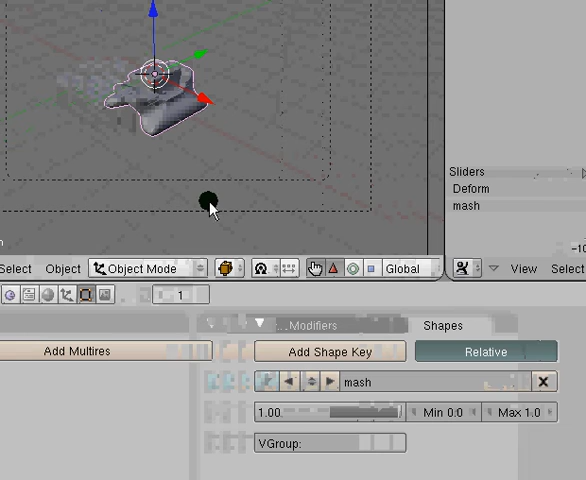 Sliders
Deform
mash
-10
Select Object Object Mode Global View Select
1
Modifiers Shapes
Add Multires Add Shape Key Relative
mash X
1.00 Min 0:0 Max 1.0
VGroup: